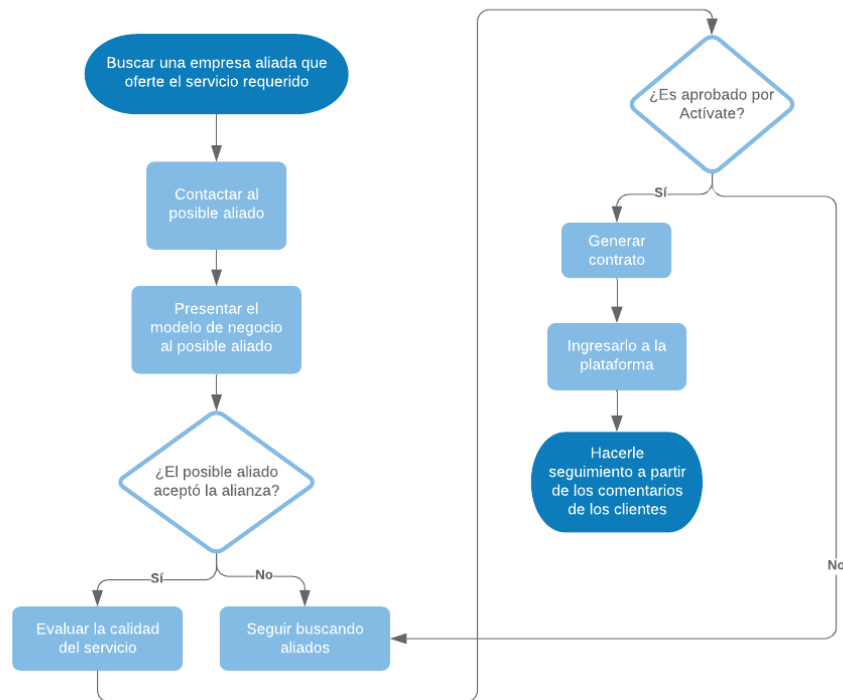 Buscar una empresa aliada que
oferte el servicio requerido
Contactar al
posible aliado
Presentar el
modelo de negocio
al posible aliado
¿El posible aliado
aceptó la alianza?
Sí
No
Evaluar la calidad
del servicio
Seguir buscando
aliados
¿Es aprobado por
Actívate?
Sí
No
Generar
contrato
Ingresarlo a la
plataforma
Hacerle
seguimiento a partir
de los comentarios
de los clientes